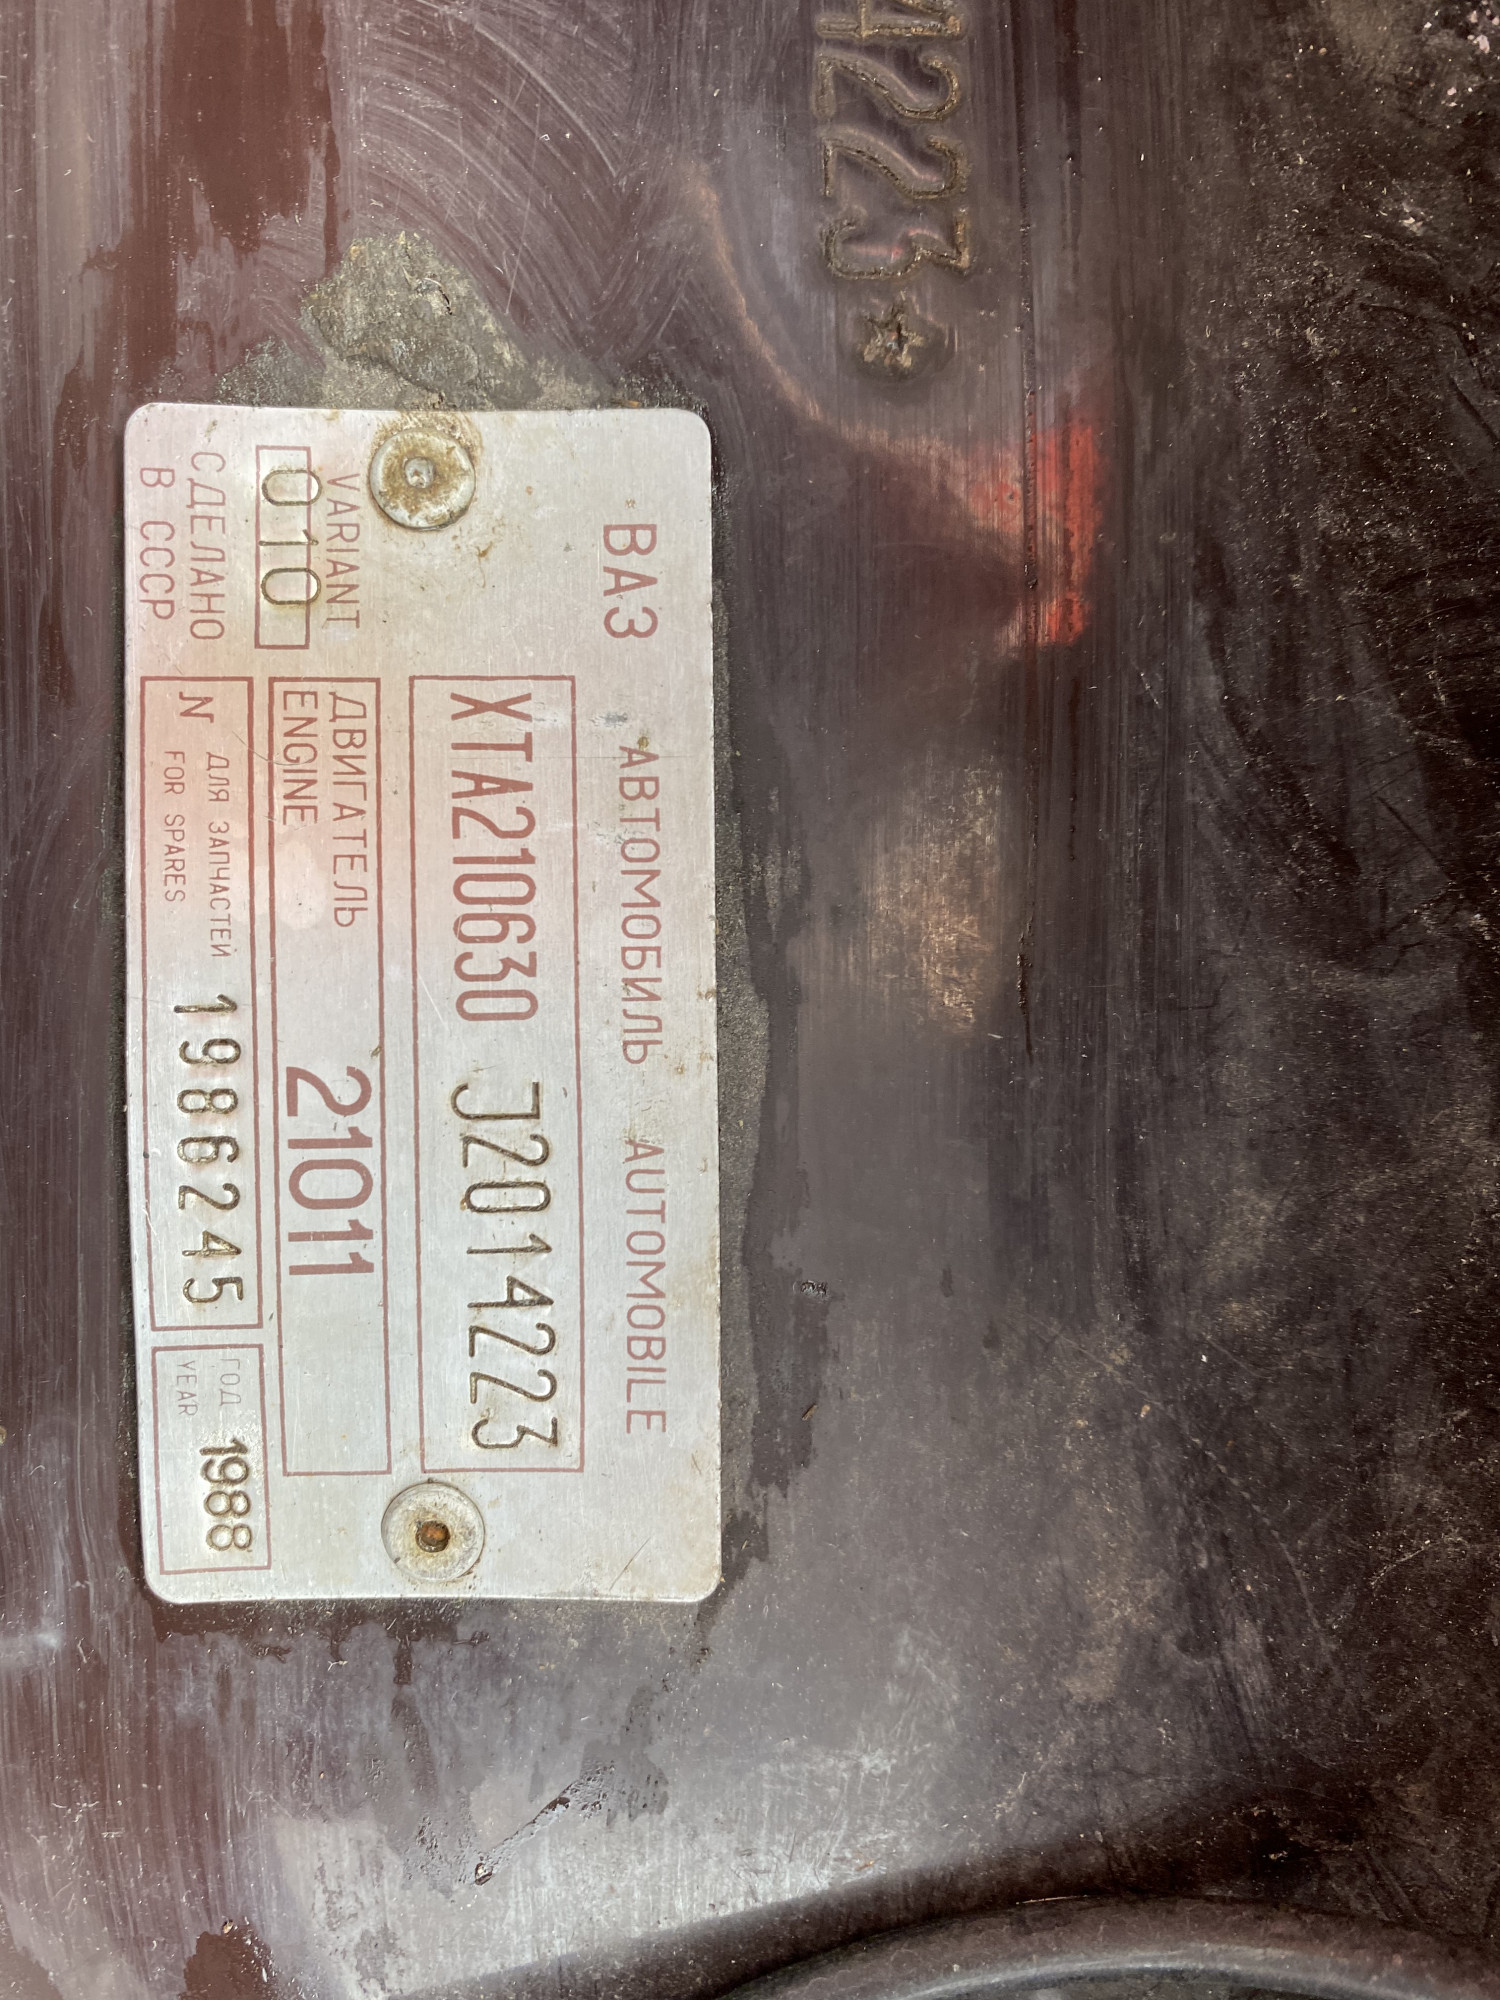 4223☆
ВАЗ АВТОМОБИЛЬ AUTOMOBILE
XTA210630 J2014223
VARIANT
010
ДВИГАТЕЛЬ
ENGINE
21011
СДЕЛАНО
В СССР
N ДЛЯ ЗАПЧАСТЕЙ
FOR SPARES
1986245
ГОД
YEAR
1988